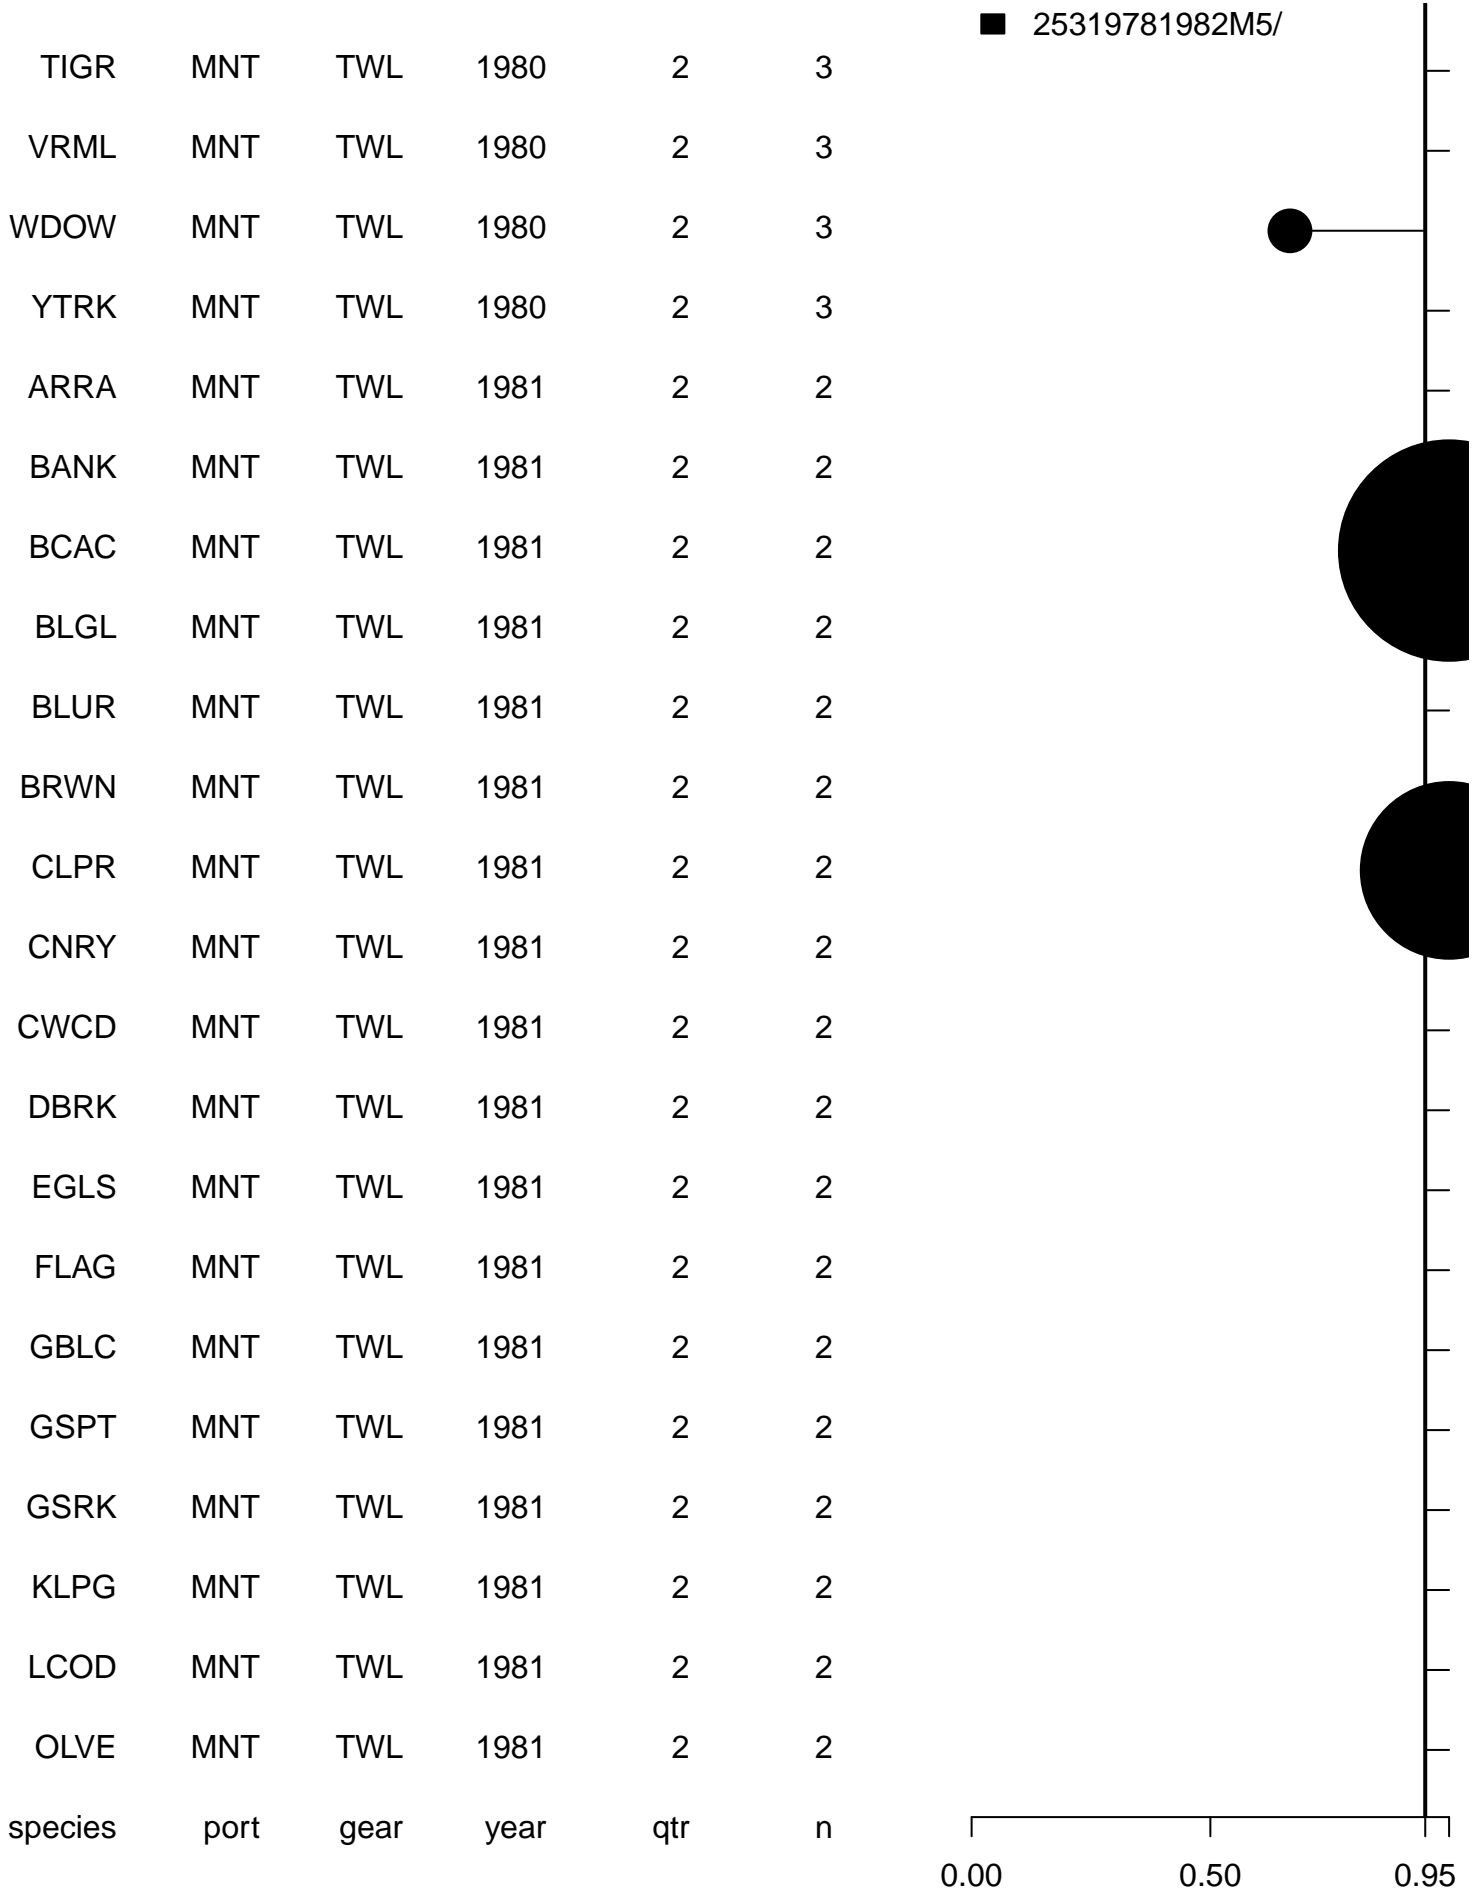 25319781982M5/
TIGR MNT TWL 1980 2 3
VRML MNT TWL 1980 2 3
WDOW MNT TWL 1980 2 3
YTRK MNT TWL 1980 2 3
ARRA MNT TWL 1981 2 2
BANK MNT TWL 1981 2 2
BCAC MNT TWL 1981 2 2
BLGL MNT TWL 1981 2 2
BLUR MNT TWL 1981 2 2
BRWN MNT TWL 1981 2 2
CLPR MNT TWL 1981 2 2
CNRY MNT TWL 1981 2 2
CWCD MNT TWL 1981 2 2
DBRK MNT TWL 1981 2 2
EGLS MNT TWL 1981 2 2
FLAG MNT TWL 1981 2 2
GBLC MNT TWL 1981 2 2
GSPT MNT TWL 1981 2 2
GSRK MNT TWL 1981 2 2
KLPG MNT TWL 1981 2 2
LCOD MNT TWL 1981 2 2
OLVE MNT TWL 1981 2 2
species port gear year qtr n
0.00 0.50 0.95